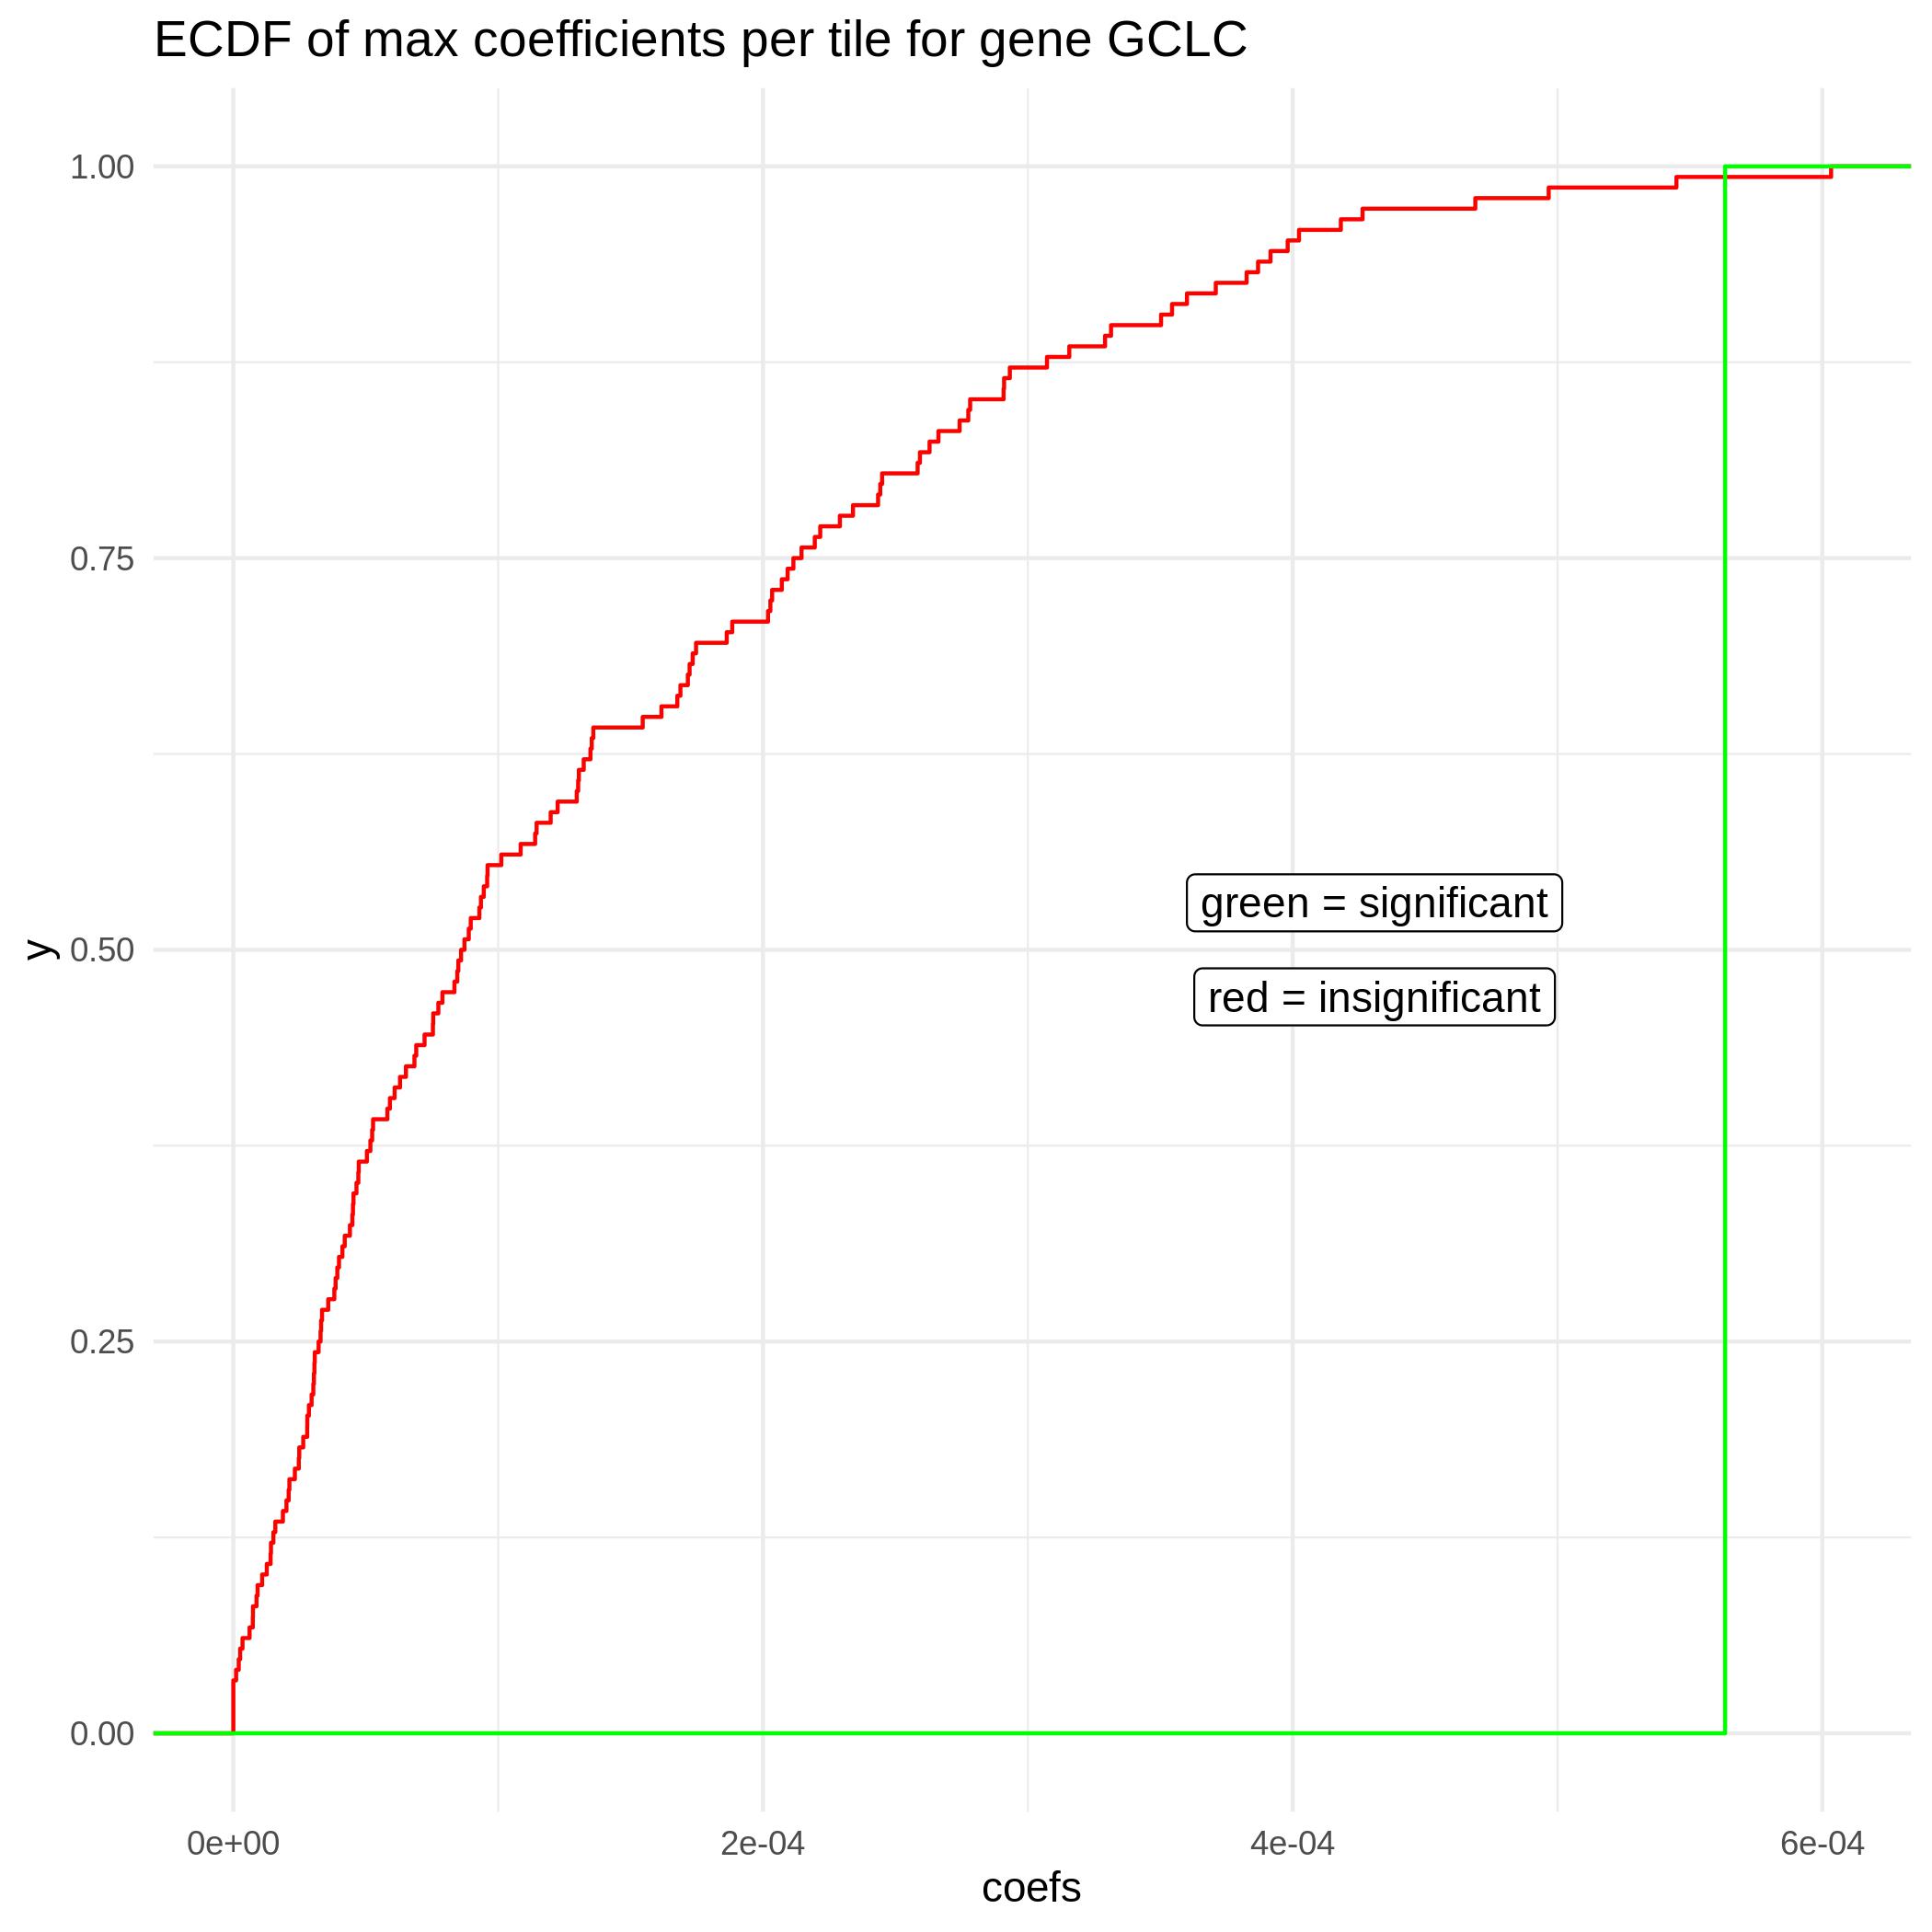 ECDF of max coefficients per tile for gene GCLC
1.00
0.75
0.50
0.25
0.00
y
green = significant
red = insignificant
0e+00
2e-04
4e-04
6e-04
coefs